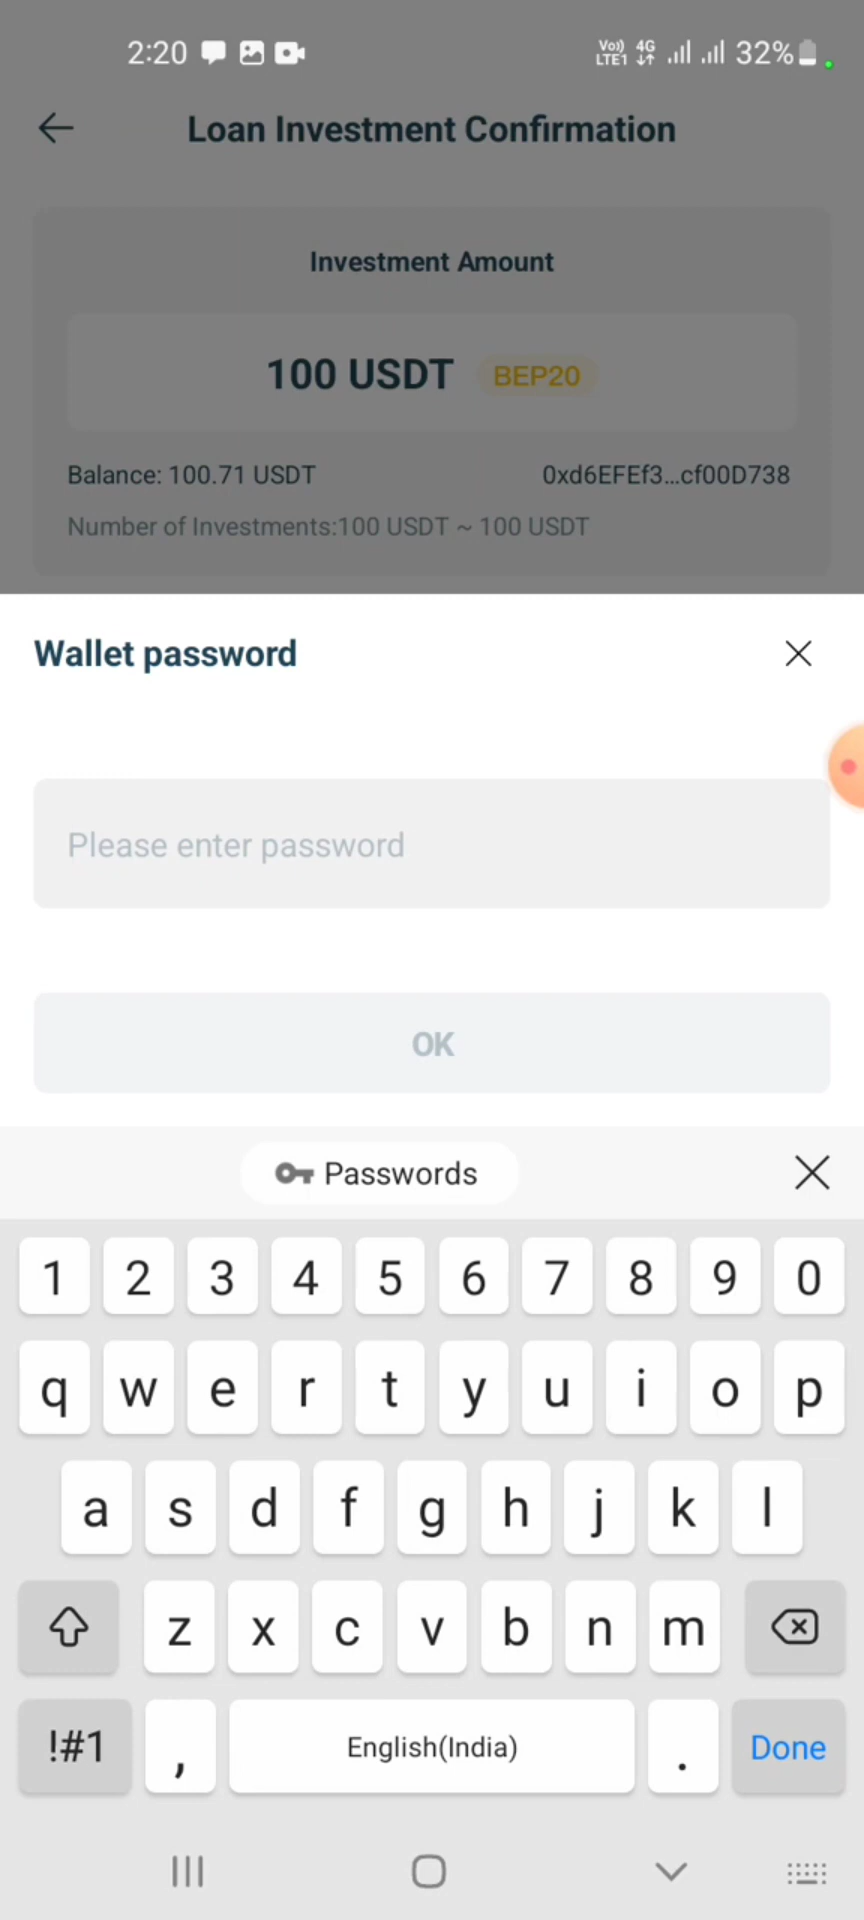 2:20
Vo)) LTE1 4G 32%
Loan Investment Confirmation
Investment Amount
100 USDT BEP20
Balance: 100.71 USDT 0xd6EFEf3...cf00D738
Number of Investments:100 USDT ~ 100 USDT
Wallet password
Please enter password
OK
Passwords
1 2 3 4 5 6 7 8 9 0
q w e r t y u i o p
a s d f g h j k l
z x c v b n m
!#1 , English(India) . Done